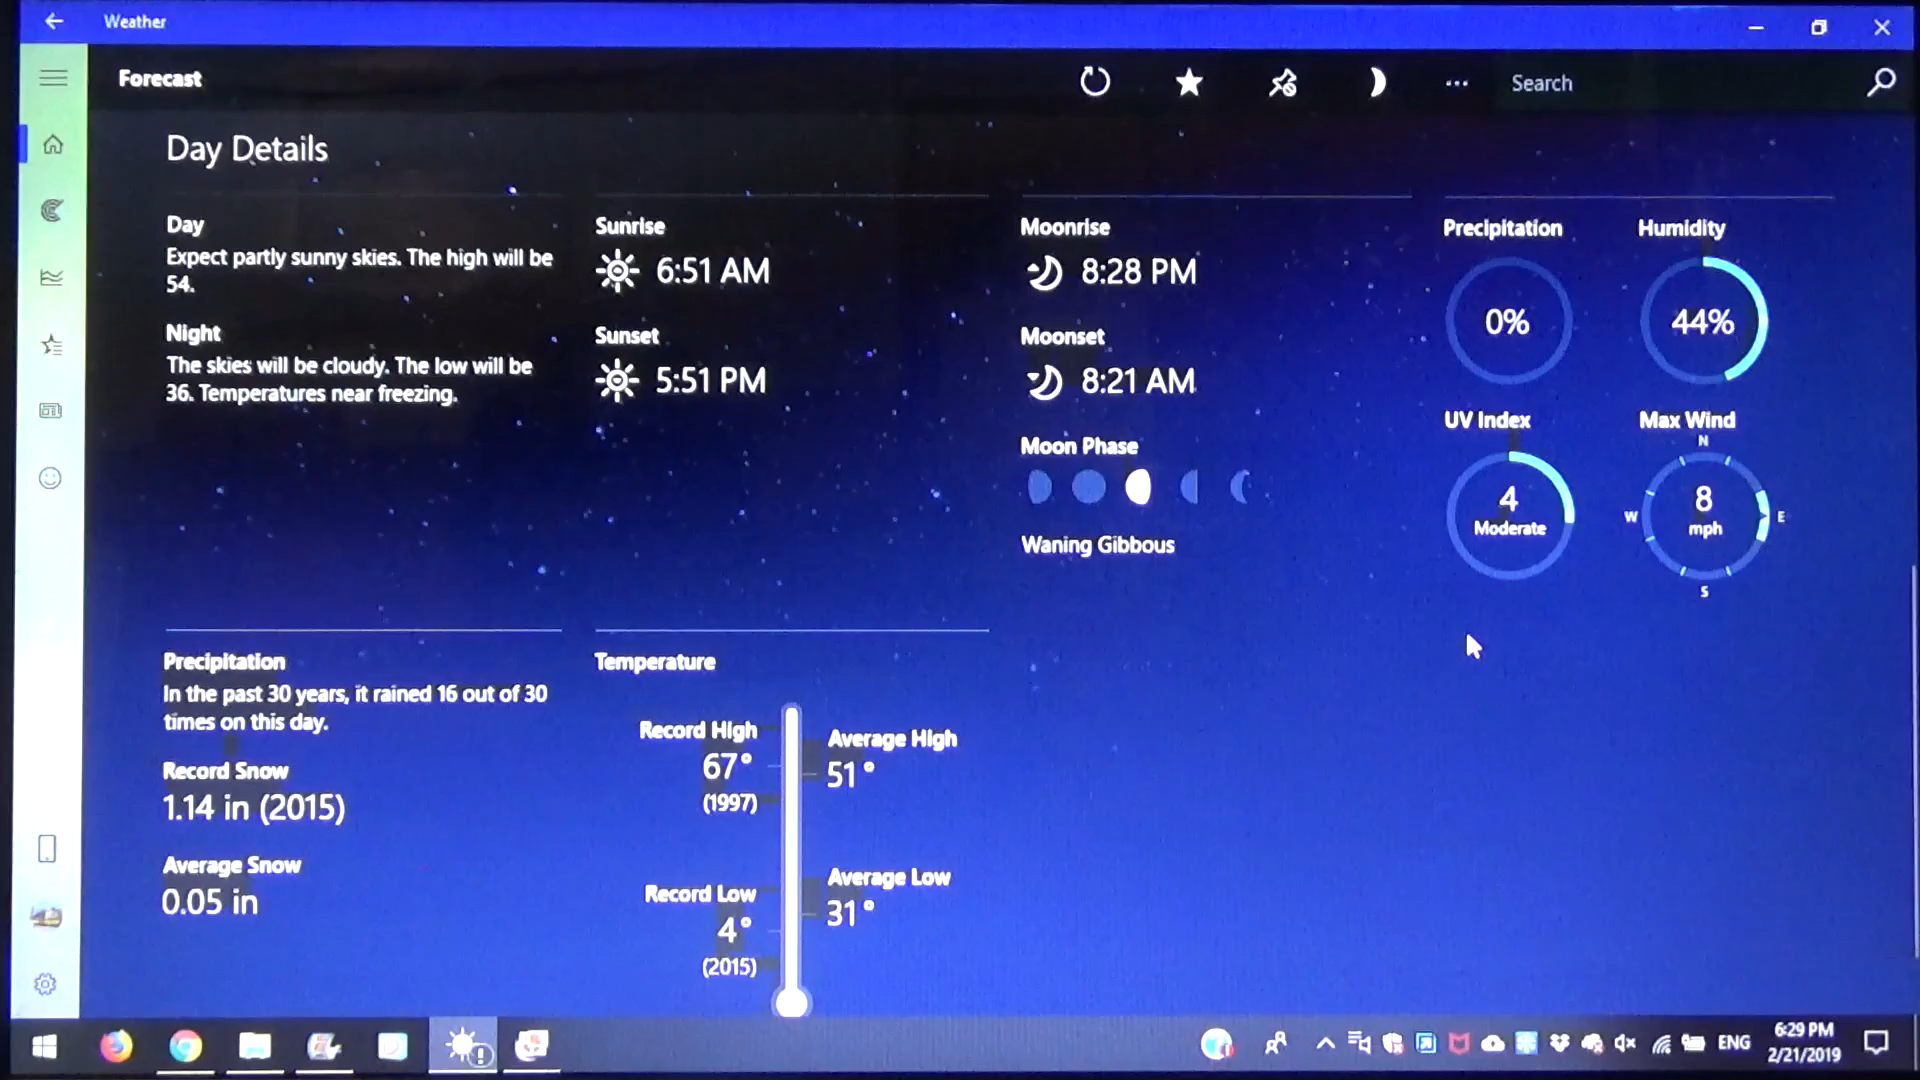 Weather
Forecast
Search
Day Details
Day
Expect partly sunny skies. The high will be
54.
Night
The skies will be cloudy. The low will be
36. Temperatures near freezing.
Sunrise
6:51 AM
Sunset
5:51 PM
Moonrise
8:28 PM
Moonset
8:21 AM
Moon Phase
Waning Gibbous
Precipitation
0%
Humidity
44%
UV Index
4
Moderate
Max Wind
N
W
8
mph
E
S
Precipitation
In the past 30 years, it rained 16 out of 30
times on this day.
Record Snow
1.14 in (2015)
Average Snow
0.05 in
Temperature
Record High
67°
(1997)
Average High
51°
Record Low
4°
(2015)
Average Low
31°
ENG
6:29 PM
2/21/2019